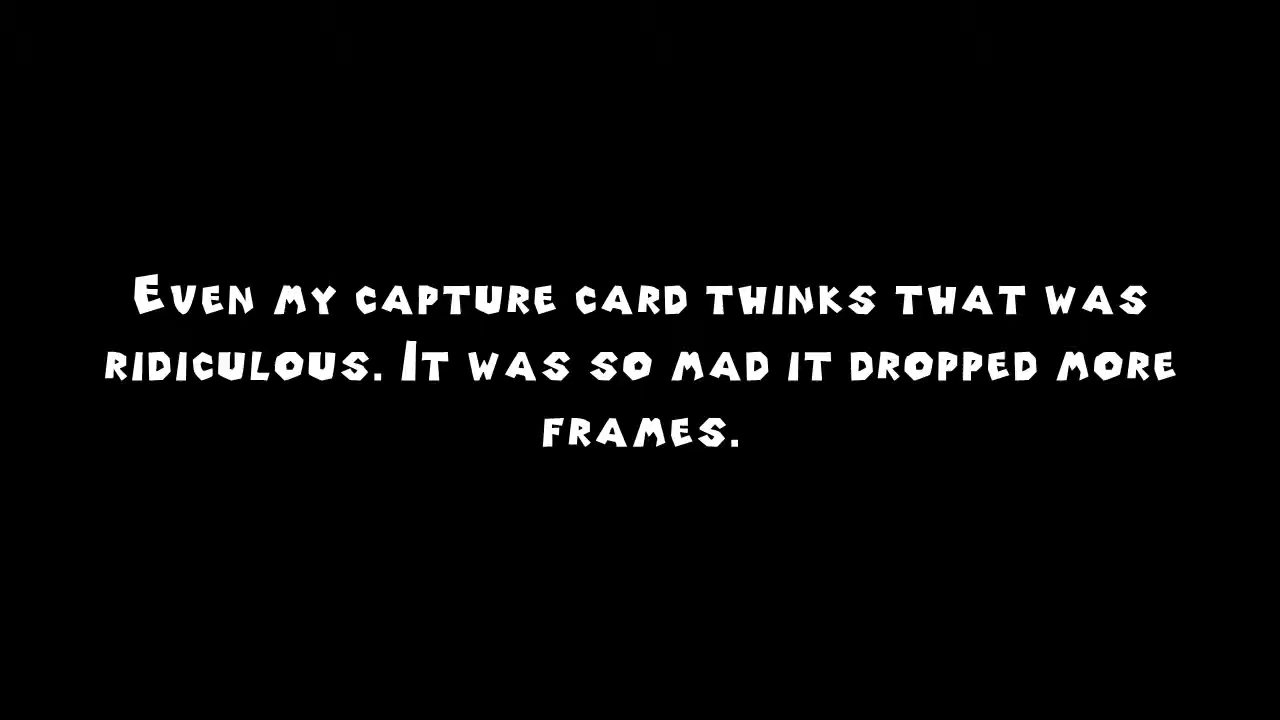 Even my capture card thinks that was
ridiculous. It was so mad it dropped more
frames.